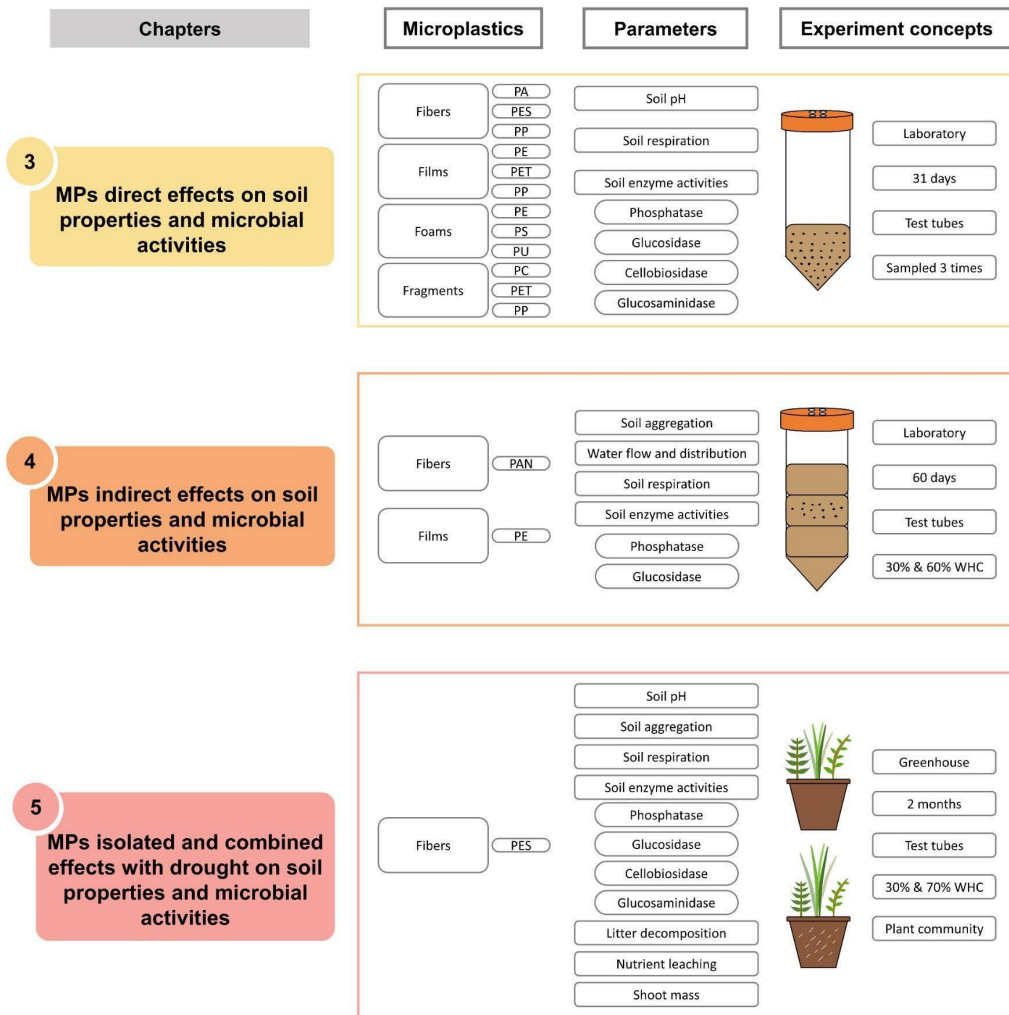 Chapters
Microplastics
Parameters
Experiment concepts
3
MPs direct effects on soil
properties and microbial
activities
Fibers
PA
PES
PP
Films
PE
PET
PP
Foams
PE
PS
PU
Fragments
PC
PET
PP
Soil pH
Soil respiration
Soil enzyme activities
Phosphatase
Glucosidase
Cellobiosidase
Glucosaminidase
Laboratory
31 days
Test tubes
Sampled 3 times
4
MPs indirect effects on soil
properties and microbial
activities
Fibers
PAN
Films
PE
Soil aggregation
Water flow and distribution
Soil respiration
Soil enzyme activities
Phosphatase
Glucosidase
Laboratory
60 days
Test tubes
30% & 60% WHC
5
MPs isolated and combined
effects with drought on soil
properties and microbial
activities
Fibers
PES
Soil pH
Soil aggregation
Soil respiration
Soil enzyme activities
Phosphatase
Glucosidase
Cellobiosidase
Glucosaminidase
Litter decomposition
Nutrient leaching
Shoot mass
Greenhouse
2 months
Test tubes
30% & 70% WHC
Plant community